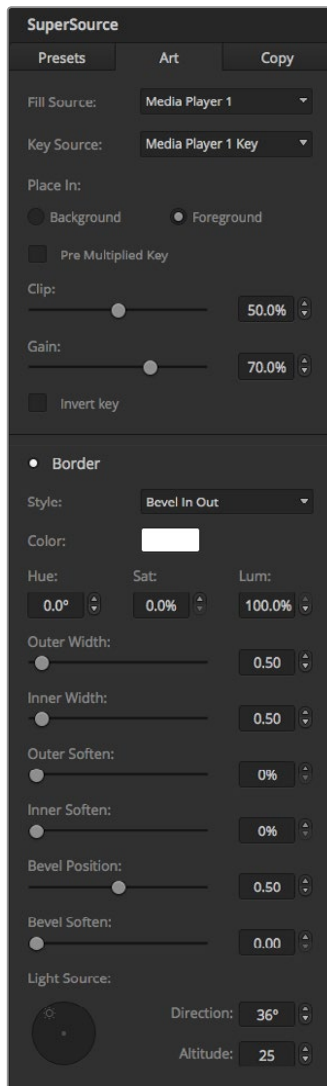 SuperSource
Presets Art Copy
Fill Source: Media Player 1
Key Source: Media Player 1 Key
Place In:
Background Foreground
Pre Multiplied Key
Clip:
50.0%
Gain:
70.0%
Invert key
Border
Style: Bevel In Out
Color:
Hue: Sat: Lum:
0.0° 0.0% 100.0%
Outer Width:
0.50
Inner Width:
0.50
Outer Soften:
0%
Inner Soften:
0%
Bevel Position:
0.50
Bevel Soften:
0.00
Light Source:
Direction: 36°
Altitude: 25